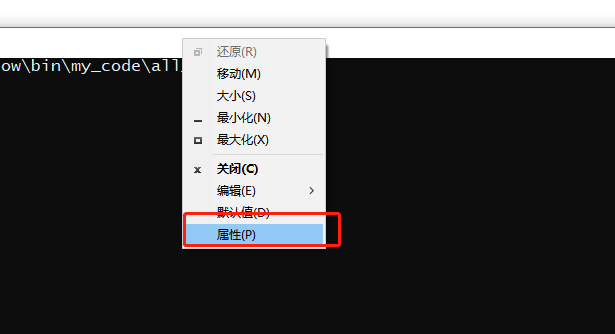 ow\bin\my_code\all
还原(R)
移动(M)
大小(S)
最小化(N)
最大化(X)
关闭(C)
编辑(E)
默认值(D)
属性(P)